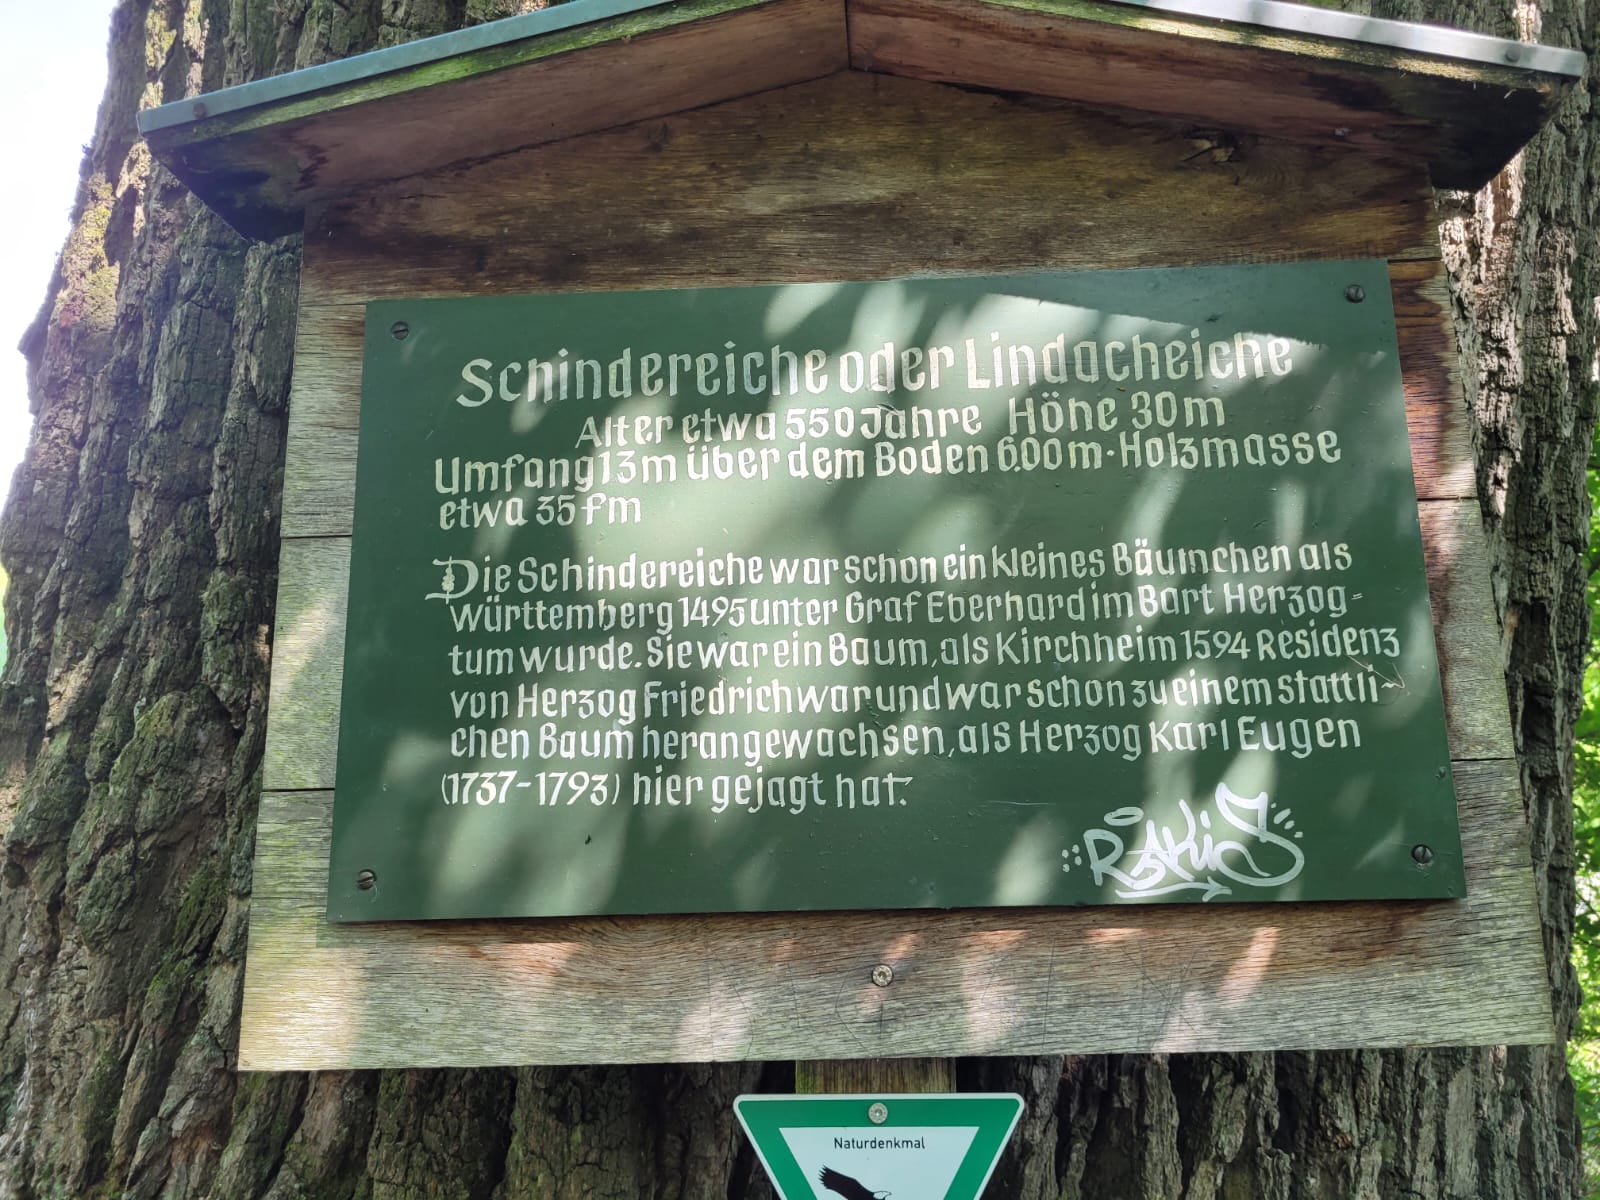 Schindereiche oder Lindacheiche
Alter etwa 550 Jahre Höhe 30m
Umfang 13m über dem Boden 6.00m·Holzmasse
etwa 35fm
Die Schindereiche war schon ein kleines Bäumchen als
Württemberg 1495 unter Graf Eberhard im Bart Herzog=
tum wurde. Sie war ein Baum, als Kirchheim 1594 Residenz
von Herzog Friedrich war und war schon zu einem stattli-
chen Baum herangewachsen, als Herzog Karl Eugen
(1737-1793) hier gejagt hat.
RAKIS
Naturdenkmal